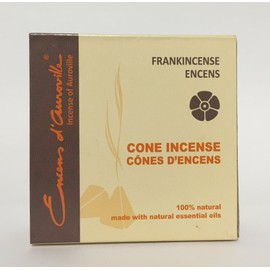 Encens d'Auroville®
Incense of Auroville
FRANKINCENSE
ENCENS
CONE INCENSE
CÔNES D'ENCENS
100% natural
made with natural essential oils